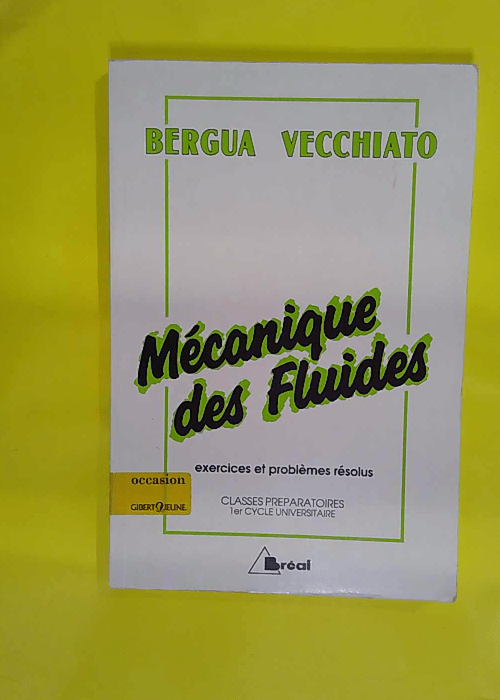 BERGUA VECCHIATO
Mécanique
des Fluides
exercices et problèmes résolus
occasion
GIBERT JEUNE
CLASSES PREPARATOIRES
1er CYCLE UNIVERSITAIRE
Bréal